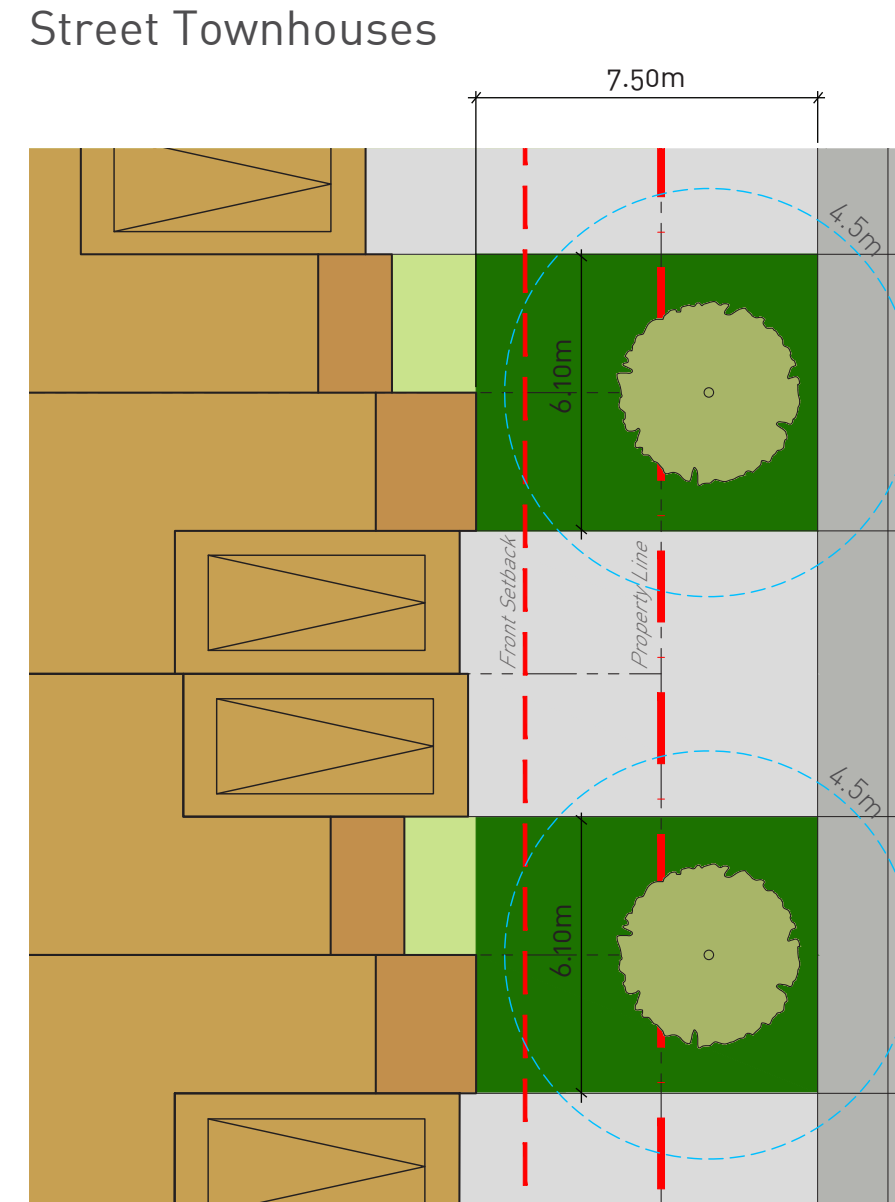 Street Townhouses
7.50m
4.5m
6.10m
Front Setback
Property Line
4.5m
6.10m